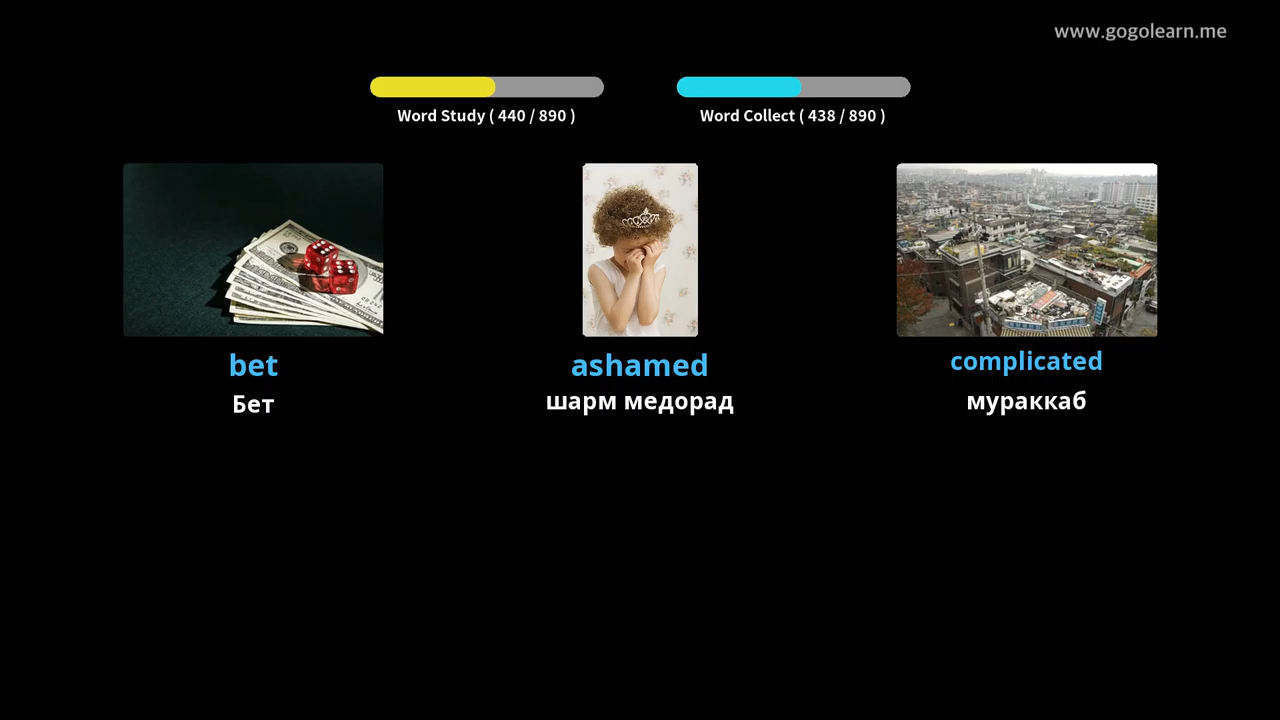 www.gogolearn.me
Word Study ( 440 / 890 )
Word Collect ( 438 / 890 )
bet
Бет
ashamed
шарм медорад
complicated
мураккаб